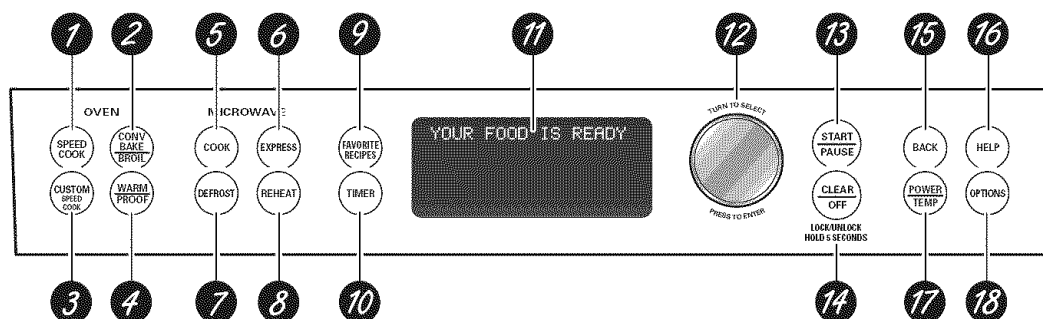 1 2 5 6 9 11 12 13 15 16
OVEN MICROWAVE
SPEED
COOK
CONV
BAKE
BROIL
COOK
EXPRESS
FAVORITE
RECIPES
YOUR FOOD IS READY
TURN TO SELECT
PRESS TO ENTER
START
PAUSE
BACK
HELP
CUSTOM
SPEED
COOK
WARM
PROOF
DEFROST
REHEAT
TIMER
CLEAR
OFF
LOCK/UNLOCK
HOLD 5 SECONDS
POWER
TEMP
OPTIONS
3 4 7 8 10 14 17 18